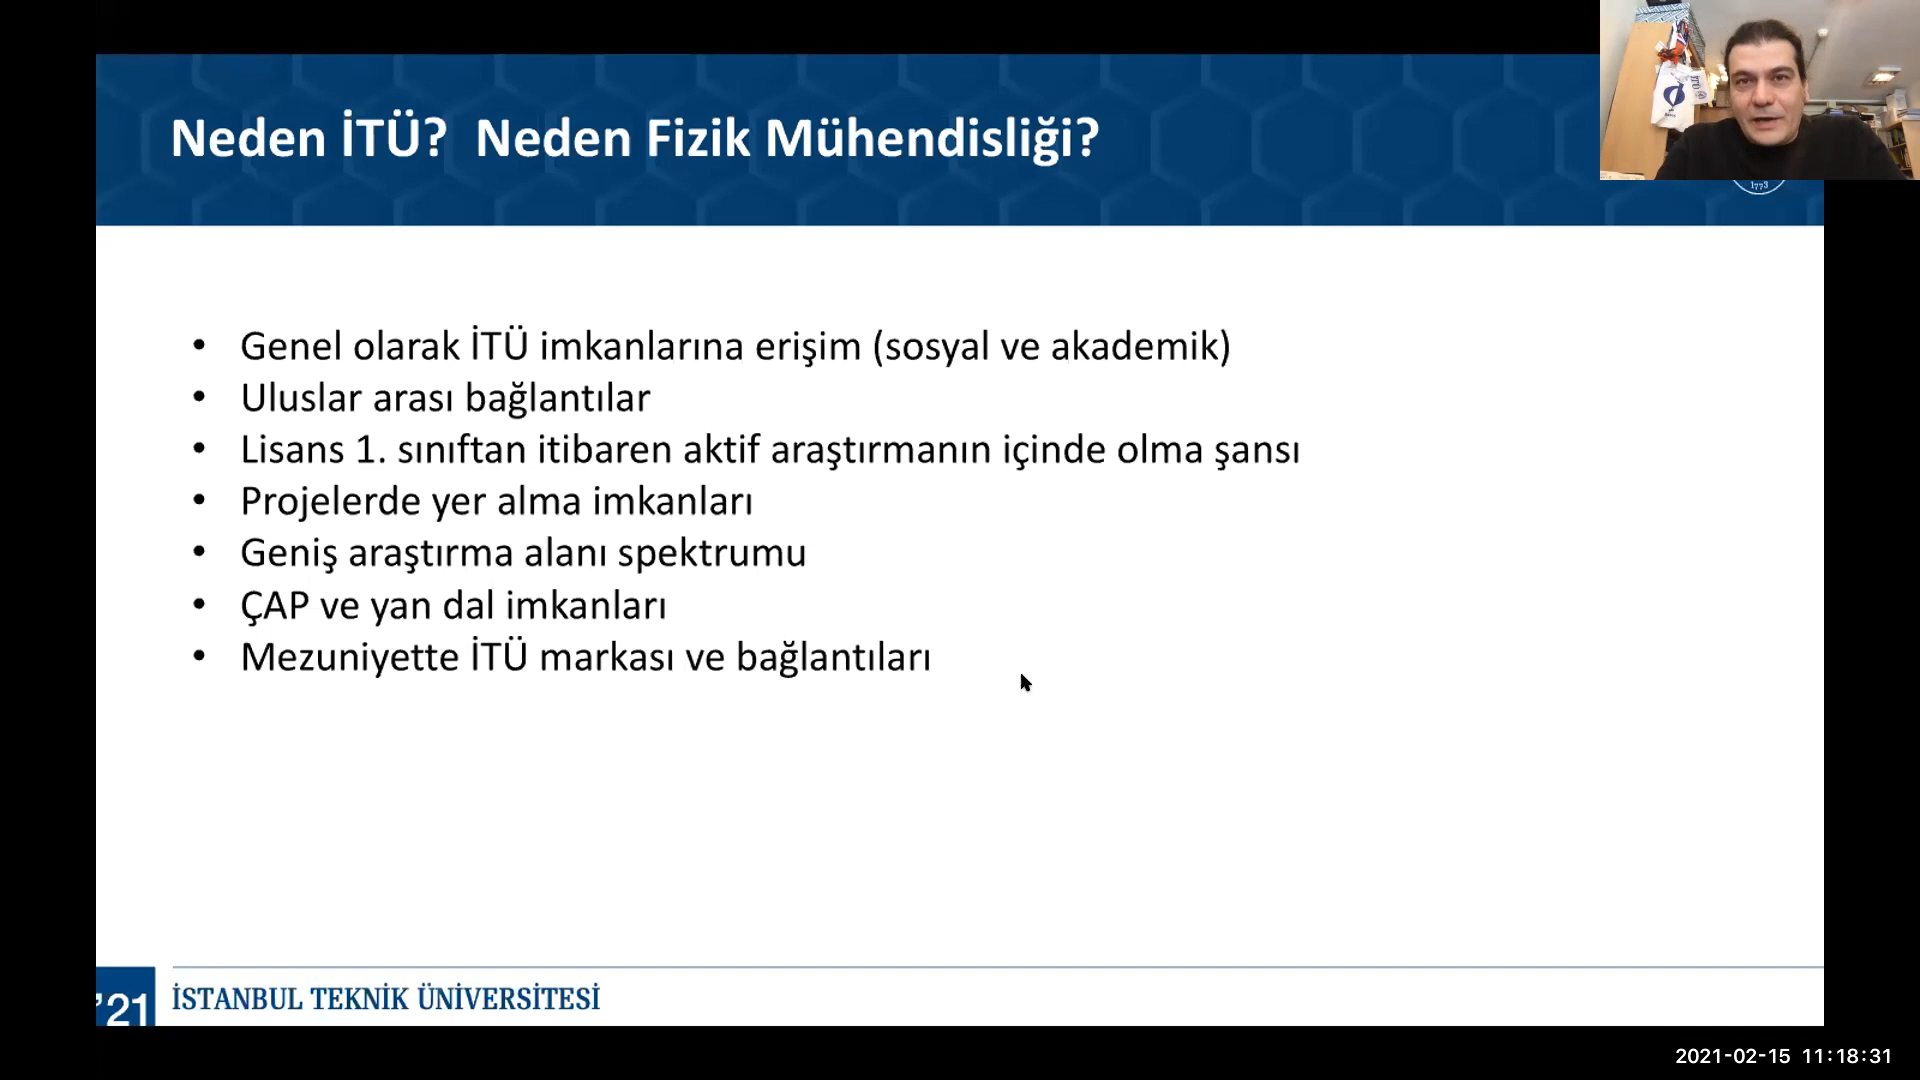 Neden İTÜ?  Neden Fizik Mühendisliği?
1773
• Genel olarak İTÜ imkanlarına erişim (sosyal ve akademik)
• Uluslar arası bağlantılar
• Lisans 1. sınıftan itibaren aktif araştırmanın içinde olma şansı
• Projelerde yer alma imkanları
• Geniş araştırma alanı spektrumu
• ÇAP ve yan dal imkanları
• Mezuniyette İTÜ markası ve bağlantıları
'21 İSTANBUL TEKNİK ÜNİVERSİTESİ
2021-02-15 11:18:31